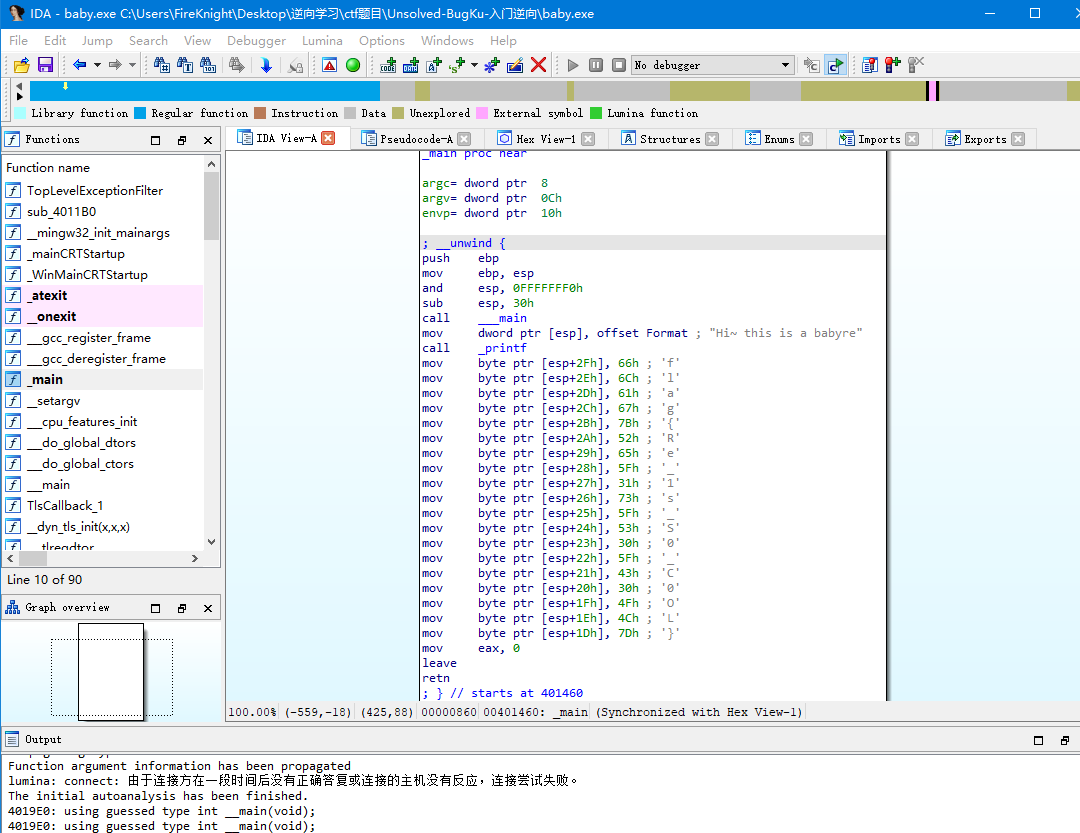 IDA - baby.exe C:\Users\FireKnight\Desktop\逆向学习\ctf题目\Unsolved-BugKu-入门逆向\baby.exe
File Edit Jump Search View Debugger Lumina Options Windows Help
No debugger
Library function Regular function Instruction Data Unexplored External symbol Lumina function
Functions
IDA View-A Pseudocode-A Hex View-1 Structures Enums Imports Exports
Function name
TopLevelExceptionFilter
sub_4011B0
__mingw32_init_mainargs
_mainCRTStartup
_WinMainCRTStartup
_atexit
__onexit
___gcc_register_frame
___gcc_deregister_frame
_main
__setargv
___cpu_features_init
___do_global_dtors
___do_global_ctors
___main
TlsCallback_1
___dyn_tls_init(x,x,x)
___tlregdtor
Line 10 of 90
Graph overview
_main proc near
argc= dword ptr  8
argv= dword ptr  0Ch
envp= dword ptr  10h
; __unwind {
push    ebp
mov     ebp, esp
and     esp, 0FFFFFFF0h
sub     esp, 30h
call    ___main
mov     dword ptr [esp], offset Format ; "Hi~ this is a babyre"
call    _printf
mov     byte ptr [esp+2Fh], 66h ; 'f'
mov     byte ptr [esp+2Eh], 6Ch ; 'l'
mov     byte ptr [esp+2Dh], 61h ; 'a'
mov     byte ptr [esp+2Ch], 67h ; 'g'
mov     byte ptr [esp+2Bh], 7Bh ; '{'
mov     byte ptr [esp+2Ah], 52h ; 'R'
mov     byte ptr [esp+29h], 65h ; 'e'
mov     byte ptr [esp+28h], 5Fh ; '_'
mov     byte ptr [esp+27h], 31h ; '1'
mov     byte ptr [esp+26h], 73h ; 's'
mov     byte ptr [esp+25h], 5Fh ; '_'
mov     byte ptr [esp+24h], 53h ; 'S'
mov     byte ptr [esp+23h], 30h ; '0'
mov     byte ptr [esp+22h], 5Fh ; '_'
mov     byte ptr [esp+21h], 43h ; 'C'
mov     byte ptr [esp+20h], 30h ; '0'
mov     byte ptr [esp+1Fh], 4Fh ; 'O'
mov     byte ptr [esp+1Eh], 4Ch ; 'L'
mov     byte ptr [esp+1Dh], 7Dh ; '}'
mov     eax, 0
leave
retn
; } // starts at 401460
100.00% (-559,-18) (425,88) 00000860 00401460: _main (Synchronized with Hex View-1)
Output
Function argument information has been propagated
lumina: connect: 由于连接方在一段时间后没有正确答复或连接的主机没有反应，连接尝试失败。
The initial autoanalysis has been finished.
4019E0: using guessed type int __main(void);
4019E0: using guessed type int __main(void);